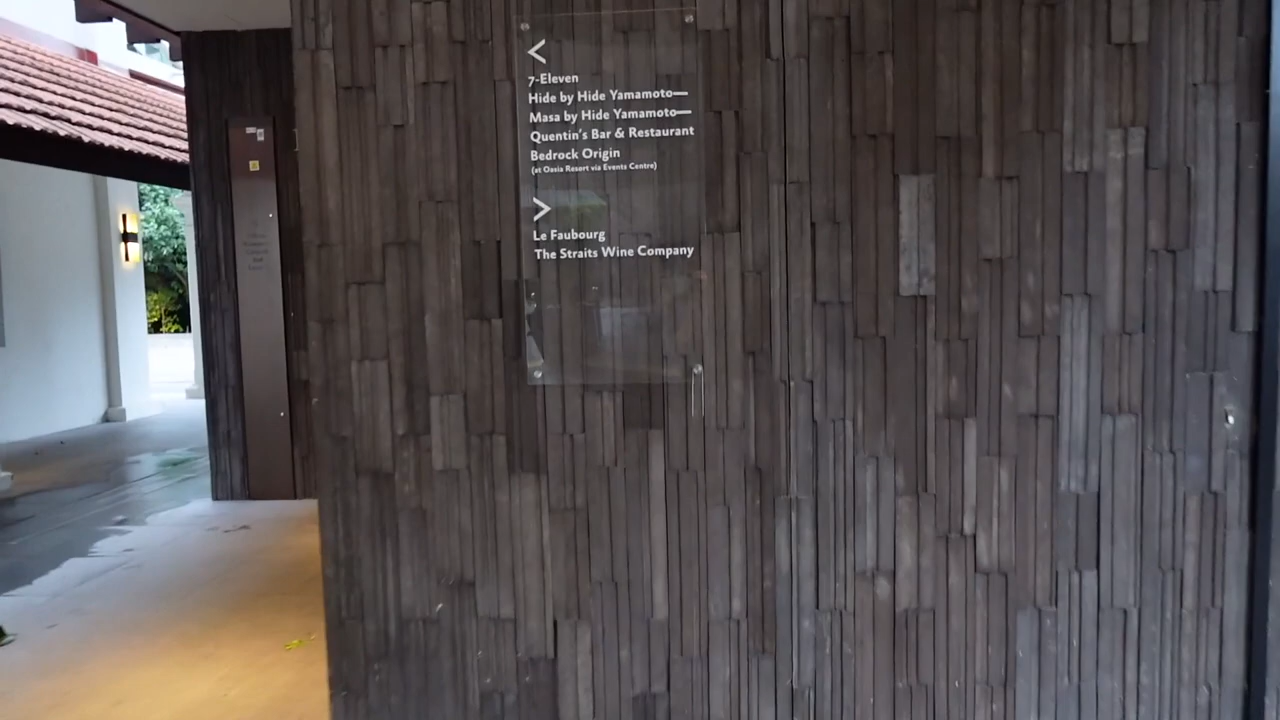 <
7-Eleven
Hide by Hide Yamamoto—
Masa by Hide Yamamoto—
Quentin's Bar & Restaurant
Bedrock Origin
(at Oasia Resort via Events Centre)
>
Le Faubourg
The Straits Wine Company